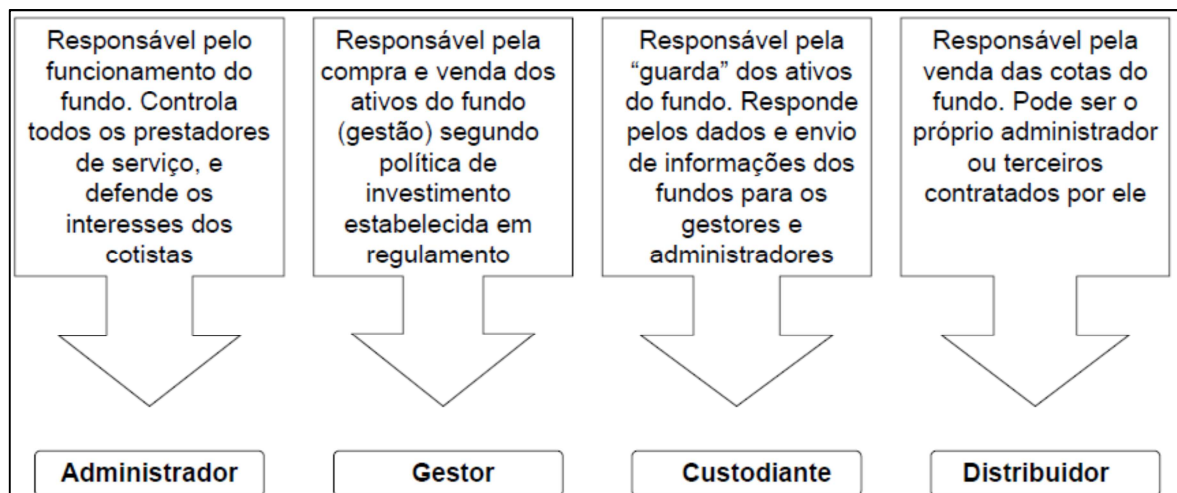 Responsável pelo
funcionamento do
fundo. Controla
todos os prestadores
de serviço, e
defende os
interesses dos
cotistas
Responsável pela
compra e venda dos
ativos do fundo
(gestão) segundo
política de
investimento
estabelecida em
regulamento
Responsável pela
“guarda” dos ativos
do fundo. Responde
pelos dados e envio
de informações dos
fundos para os
gestores e
administradores
Responsável pela
venda das cotas do
fundo. Pode ser o
próprio administrador
ou terceiros
contratados por ele
Administrador
Gestor
Custodiante
Distribuidor